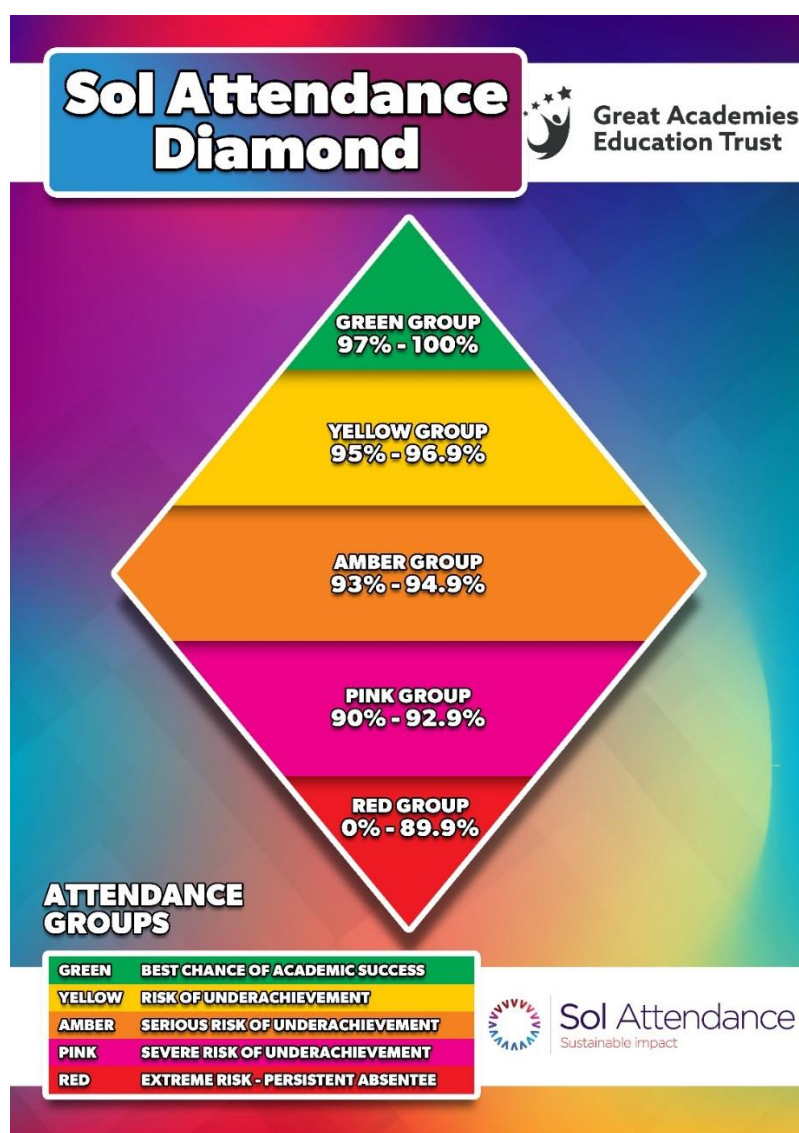 Sol Attendance
Diamond
Great Academies
Education Trust
GREEN GROUP
97% - 100%
YELLOW GROUP
95% - 96.9%
AMBER GROUP
93% - 94.9%
PINK GROUP
90% - 92.9%
RED GROUP
0% - 89.9%
ATTENDANCE
GROUPS
GREEN BEST CHANCE OF ACADEMIC SUCCESS
YELLOW RISK OF UNDERACHIEVEMENT
AMBER SERIOUS RISK OF UNDERACHIEVEMENT
PINK SEVERE RISK OF UNDERACHIEVEMENT
RED EXTREME RISK - PERSISTENT ABSENTEE
Sol Attendance
Sustainable impact